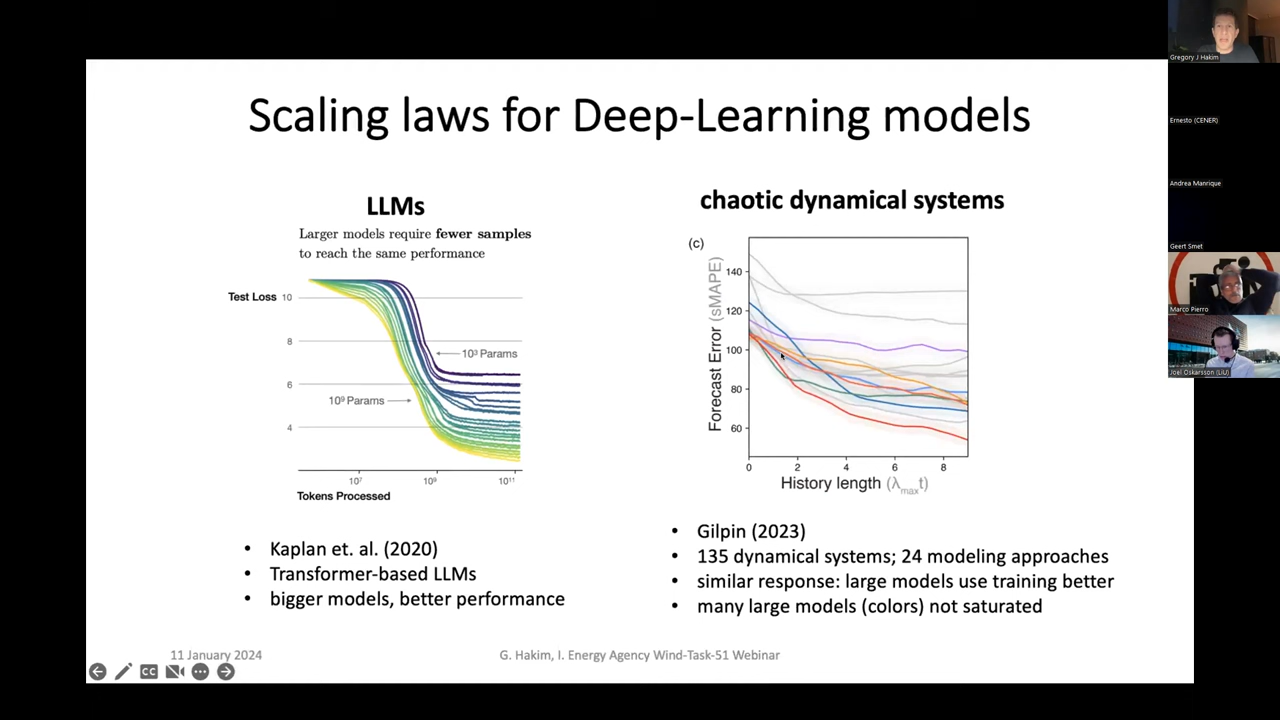 Scaling laws for Deep-Learning models
LLMs
Larger models require fewer samples
to reach the same performance
Test Loss
10
8
6
4
10³ Params
10⁹ Params
10⁷
10⁹
10¹¹
Tokens Processed
• Kaplan et. al. (2020)
• Transformer-based LLMs
• bigger models, better performance
chaotic dynamical systems
(c)
Forecast Error (sMAPE)
140
120
100
80
60
0
2
4
6
8
History length (λmaxt)
• Gilpin (2023)
• 135 dynamical systems; 24 modeling approaches
• similar response: large models use training better
• many large models (colors) not saturated
11 January 2024
G. Hakim, I. Energy Agency Wind-Task-51 Webinar
CC
Gregory J Hakim
Ernesto (CENER)
Andrea Manrique
Geert Smet
Marco Pierro
Joel Oskarsson (LiU)